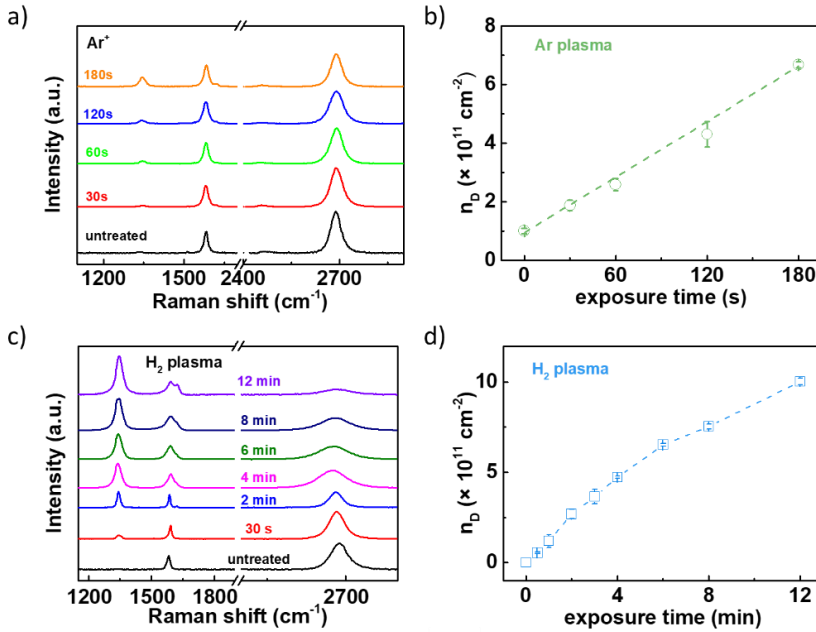 a)
Ar⁺
180s
120s
60s
30s
untreated
1200
1500
2400
2700
Intensity (a.u.)
Raman shift (cm⁻¹)
b)
Ar plasma
8
6
4
2
0
0
60
120
180
n_D (× 10¹¹ cm⁻²)
exposure time (s)
c)
H₂ plasma
12 min
8 min
6 min
4 min
2 min
30 s
untreated
1200
1500
1800
2700
Intensity (a.u.)
Raman shift (cm⁻¹)
d)
H₂ plasma
10
5
0
0
4
8
12
n_D (× 10¹¹ cm⁻²)
exposure time (min)